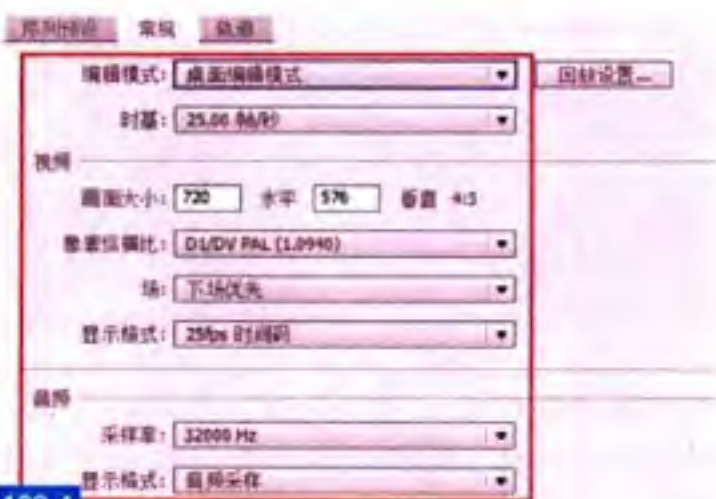 序列预设 常规 轨道
编辑模式: 桌面编辑模式 回放设置…
时基: 25.00 帧/秒
视频
画面大小: 720 水平 576 垂直 4:3
像素纵横比: D1/DV PAL (1.0940)
场: 下场优先
显示格式: 25fps 时间码
音频
采样率: 32000 Hz
显示格式: 音频采样